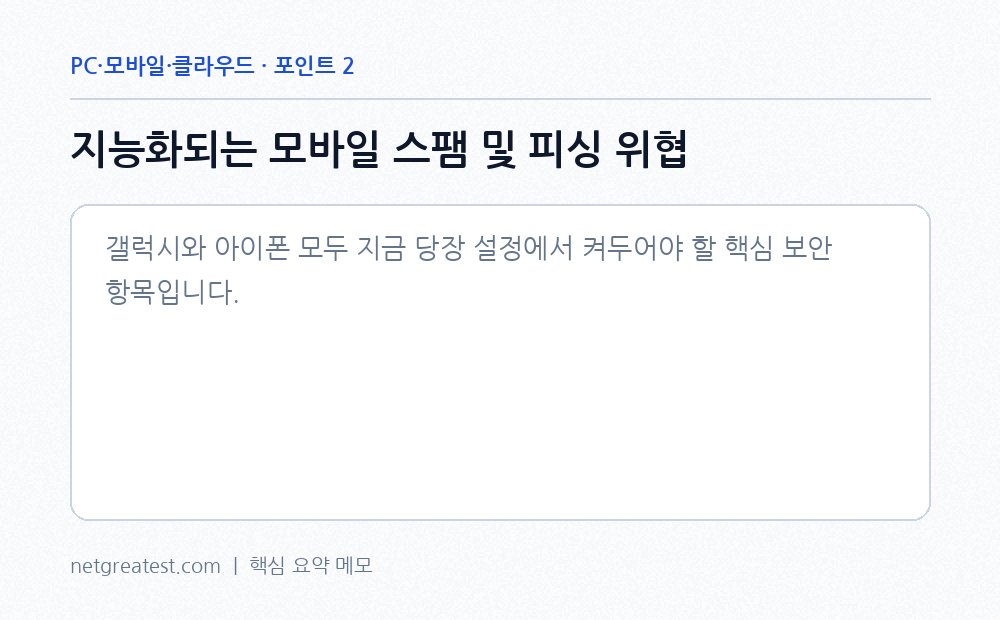 PC·모바일·클라우드 · 포인트 2
지능화되는 모바일 스팸 및 피싱 위협
갤럭시와 아이폰 모두 지금 당장 설정에서 켜두어야 할 핵심 보안
항목입니다.
netgreatest.com | 핵심 요약 메모